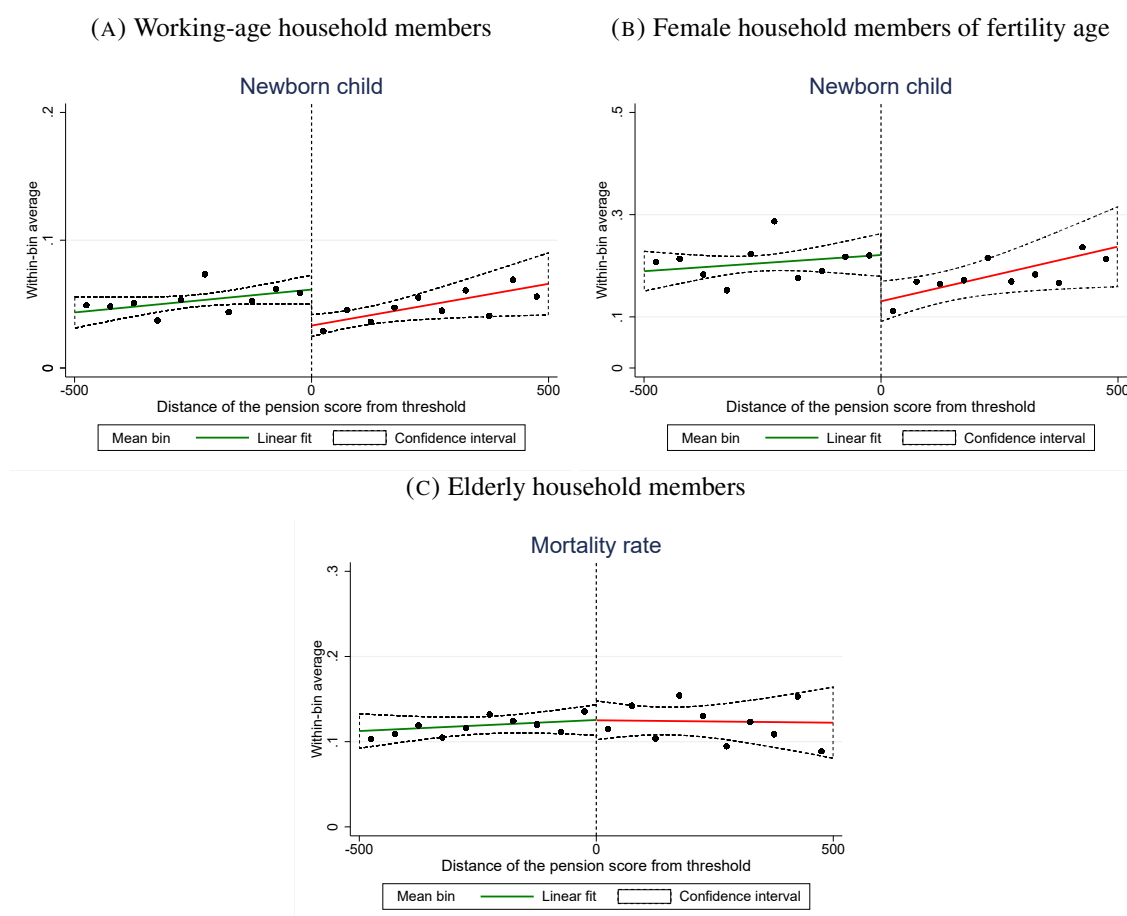 (A) Working-age household members
Newborn child
Within-bin average
.2
.1
0
-500
0
500
Distance of the pension score from threshold
Mean bin
Linear fit
Confidence interval
(B) Female household members of fertility age
Newborn child
Within-bin average
.5
.3
.1
0
-500
0
500
Distance of the pension score from threshold
Mean bin
Linear fit
Confidence interval
(C) Elderly household members
Mortality rate
Within-bin average
.3
.2
.1
0
-500
0
500
Distance of the pension score from threshold
Mean bin
Linear fit
Confidence interval